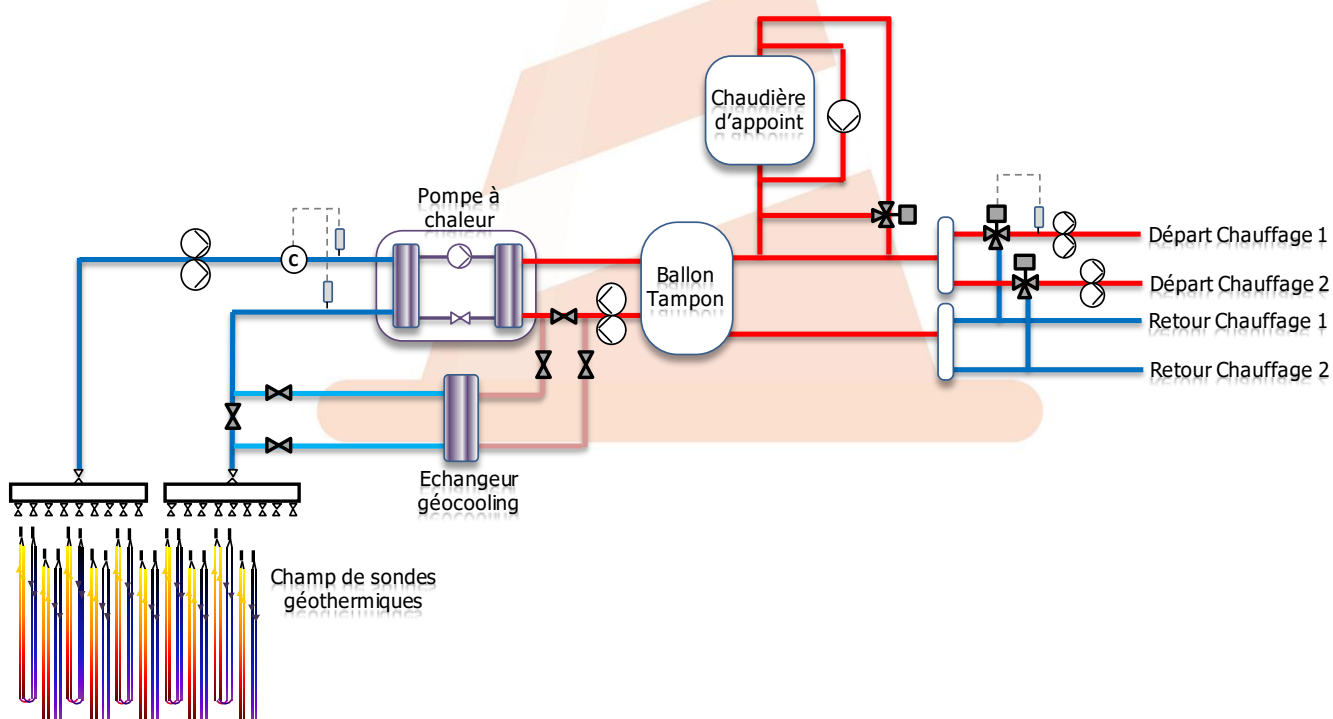 Chaudière
d'appoint
Pompe à
chaleur
C
Ballon
Tampon
Départ Chauffage 1
Départ Chauffage 2
Retour Chauffage 1
Retour Chauffage 2
Echangeur
géocooling
Champ de sondes
géothermiques